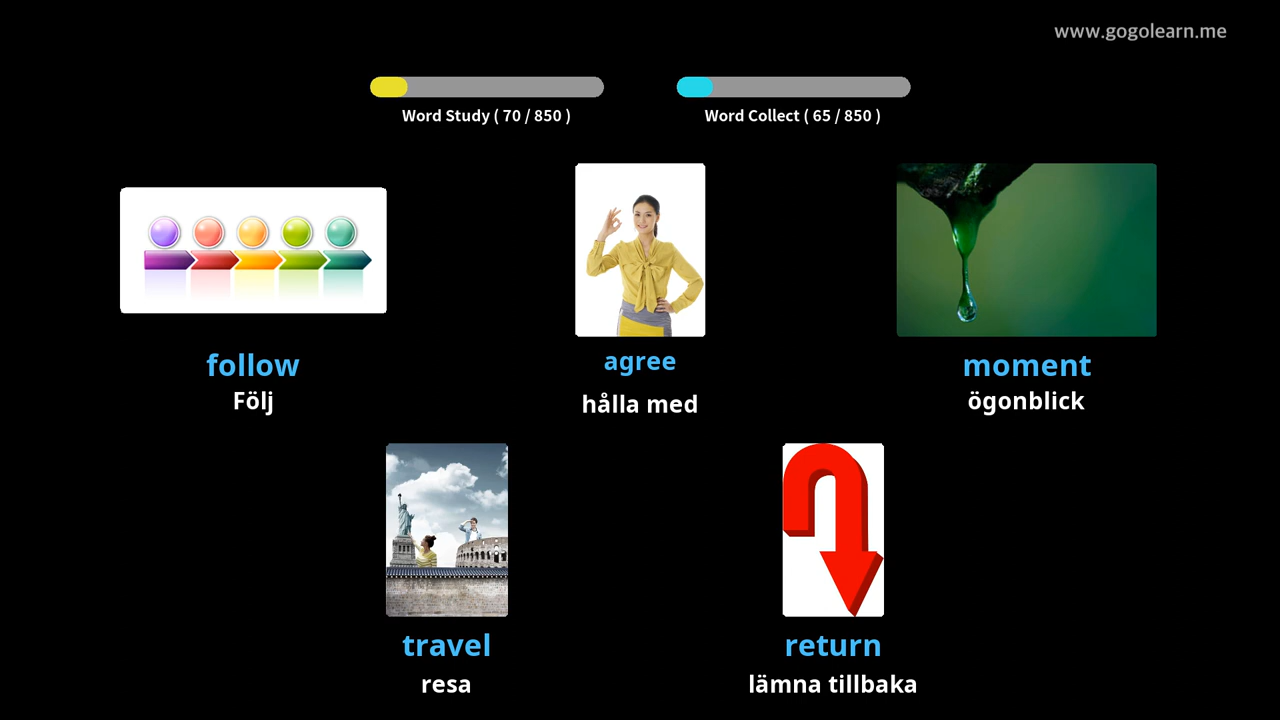 www.gogolearn.me
Word Study ( 70 / 850 )
Word Collect ( 65 / 850 )
follow
Följ
agree
hålla med
moment
ögonblick
travel
resa
return
lämna tillbaka